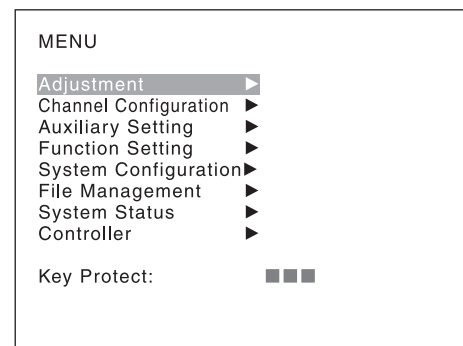 MENU
Adjustment ▶
Channel Configuration ▶
Auxiliary Setting ▶
Function Setting ▶
System Configuration▶
File Management ▶
System Status ▶
Controller ▶
Key Protect: ■■■